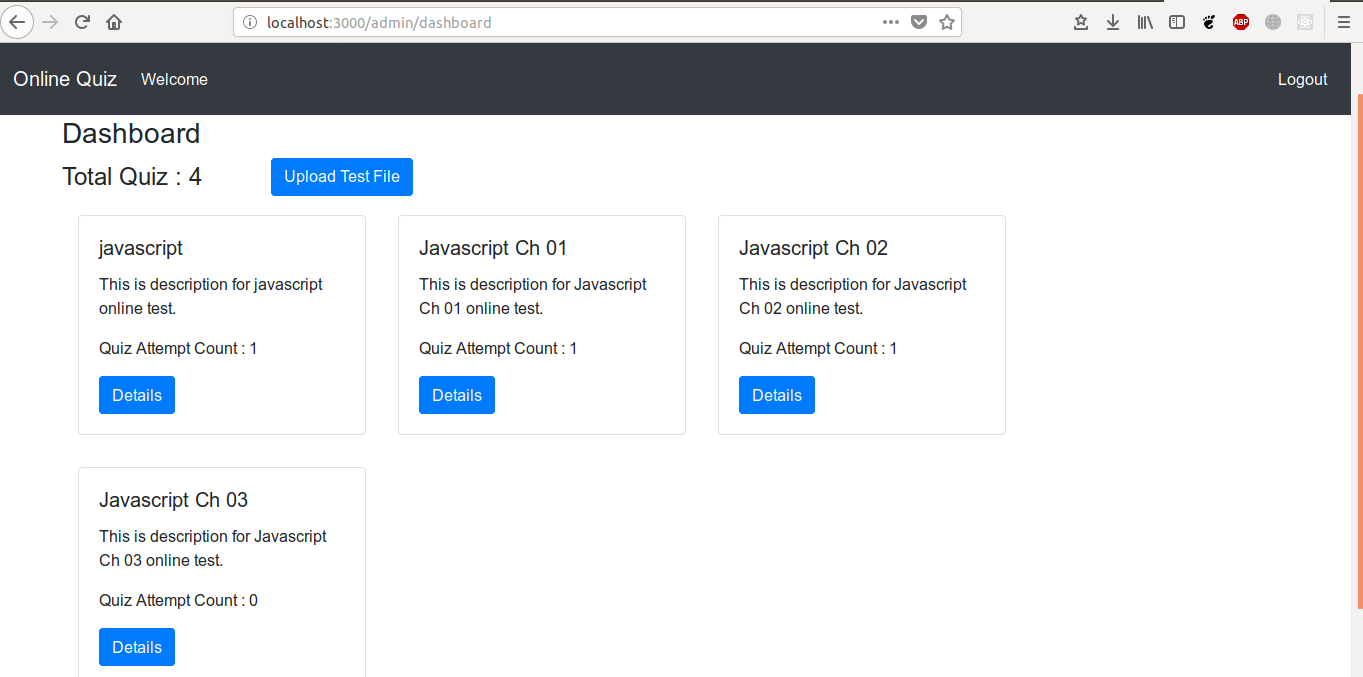 localhost:3000/admin/dashboard
ABP
Online Quiz Welcome Logout
Dashboard
Total Quiz : 4 Upload Test File
javascript
This is description for javascript
online test.
Quiz Attempt Count : 1
Details
Javascript Ch 01
This is description for Javascript
Ch 01 online test.
Quiz Attempt Count : 1
Details
Javascript Ch 02
This is description for Javascript
Ch 02 online test.
Quiz Attempt Count : 1
Details
Javascript Ch 03
This is description for Javascript
Ch 03 online test.
Quiz Attempt Count : 0
Details